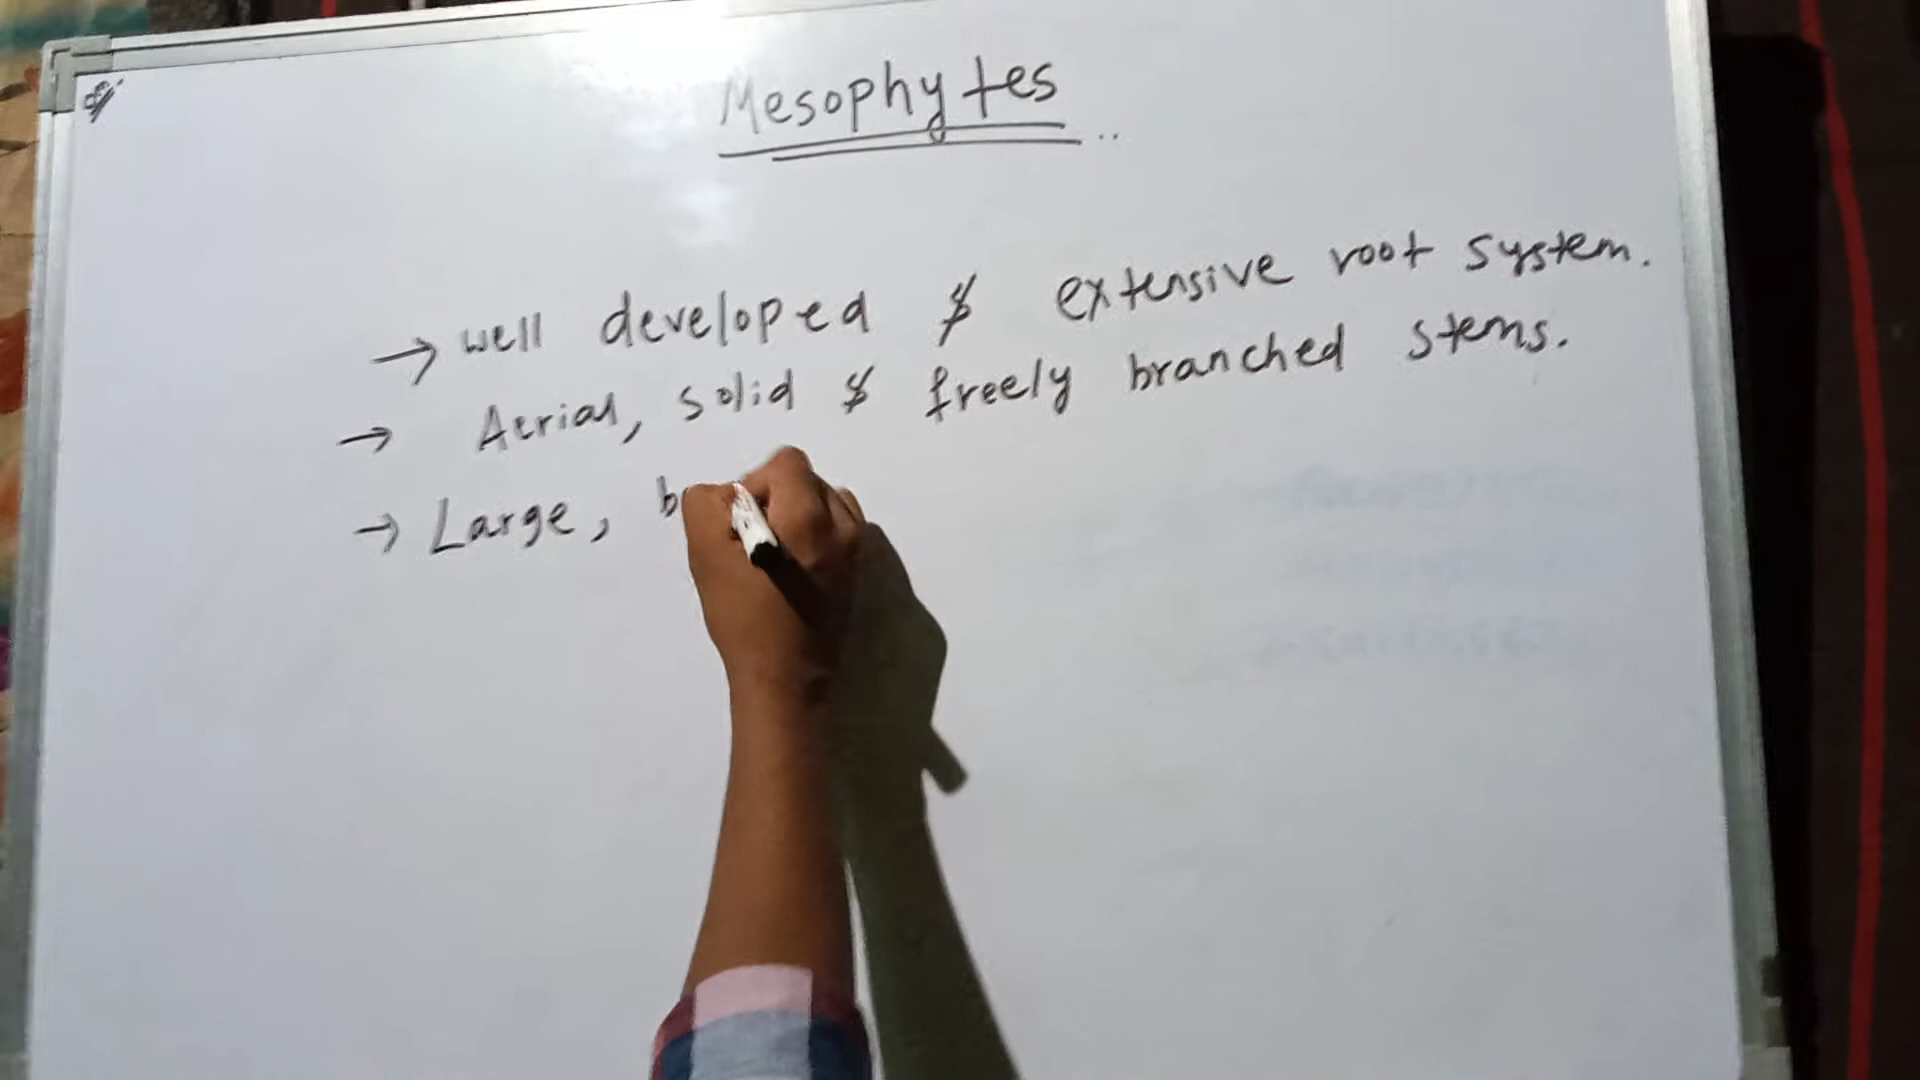 Mesophytes
→ well developed & extensive root system.
→ Aerial, solid & freely branched stems.
→ Large, b